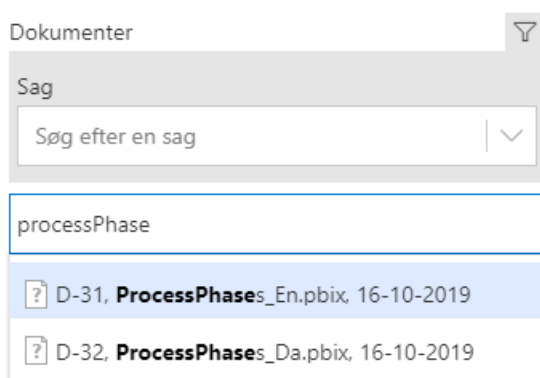 Dokumenter
Sag
Søg efter en sag
processPhase
D-31, ProcessPhases_En.pbix, 16-10-2019
D-32, ProcessPhases_Da.pbix, 16-10-2019